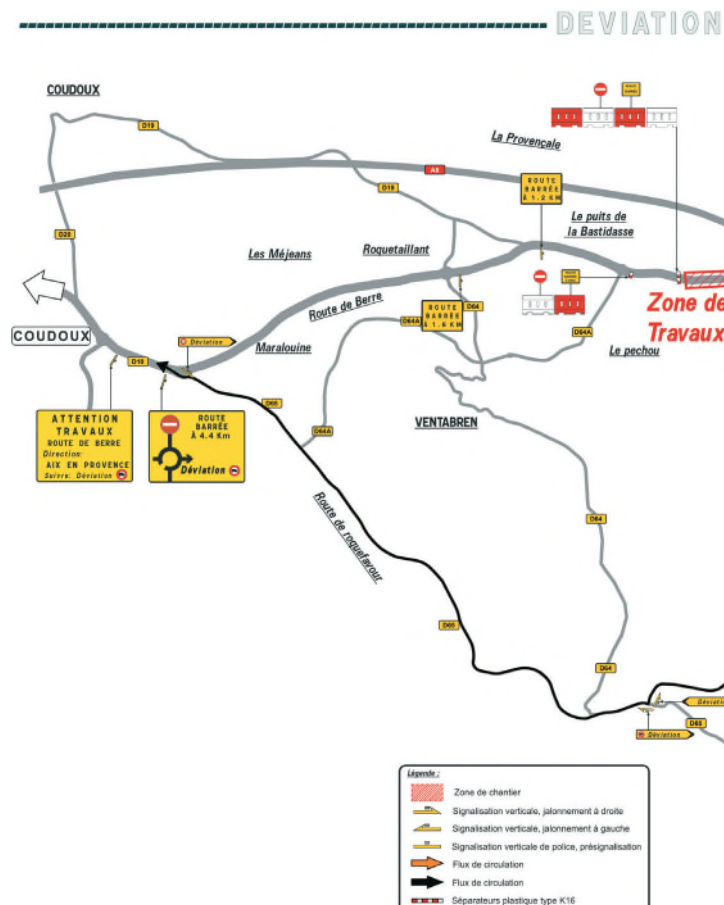 DEVIATION
COUDOUX
D19
La Provençale
A8
ROUTE
BARRÉE
À 1.2 KM
D19
Le puits de
la Bastidasse
D20
Les Méjeans
Roquetaillant
Route de Berre
D64
D64A
ROUTE
BARRÉE
À 1.6 KM
D64A
Zone de
Travaux
Le pechou
COUDOUX
Déviation
D10
Maralouine
D65
VENTABREN
D64A
ATTENTION
TRAVAUX
ROUTE DE BERRE
Direction:
AIX EN PROVENCE
Suivre: Déviation
ROUTE
BARRÉE
À 4.4 Km
Déviation
Route de roquefavour
D64
D65
D64
Déviatio
D65
Déviation
Légende :
Zone de chantier
Signalisation verticale, jalonnement à droite
Signalisation verticale, jalonnement à gauche
Signalisation verticale de police, présignalisation
Flux de circulation
Flux de circulation
Séparateurs plastique type K16